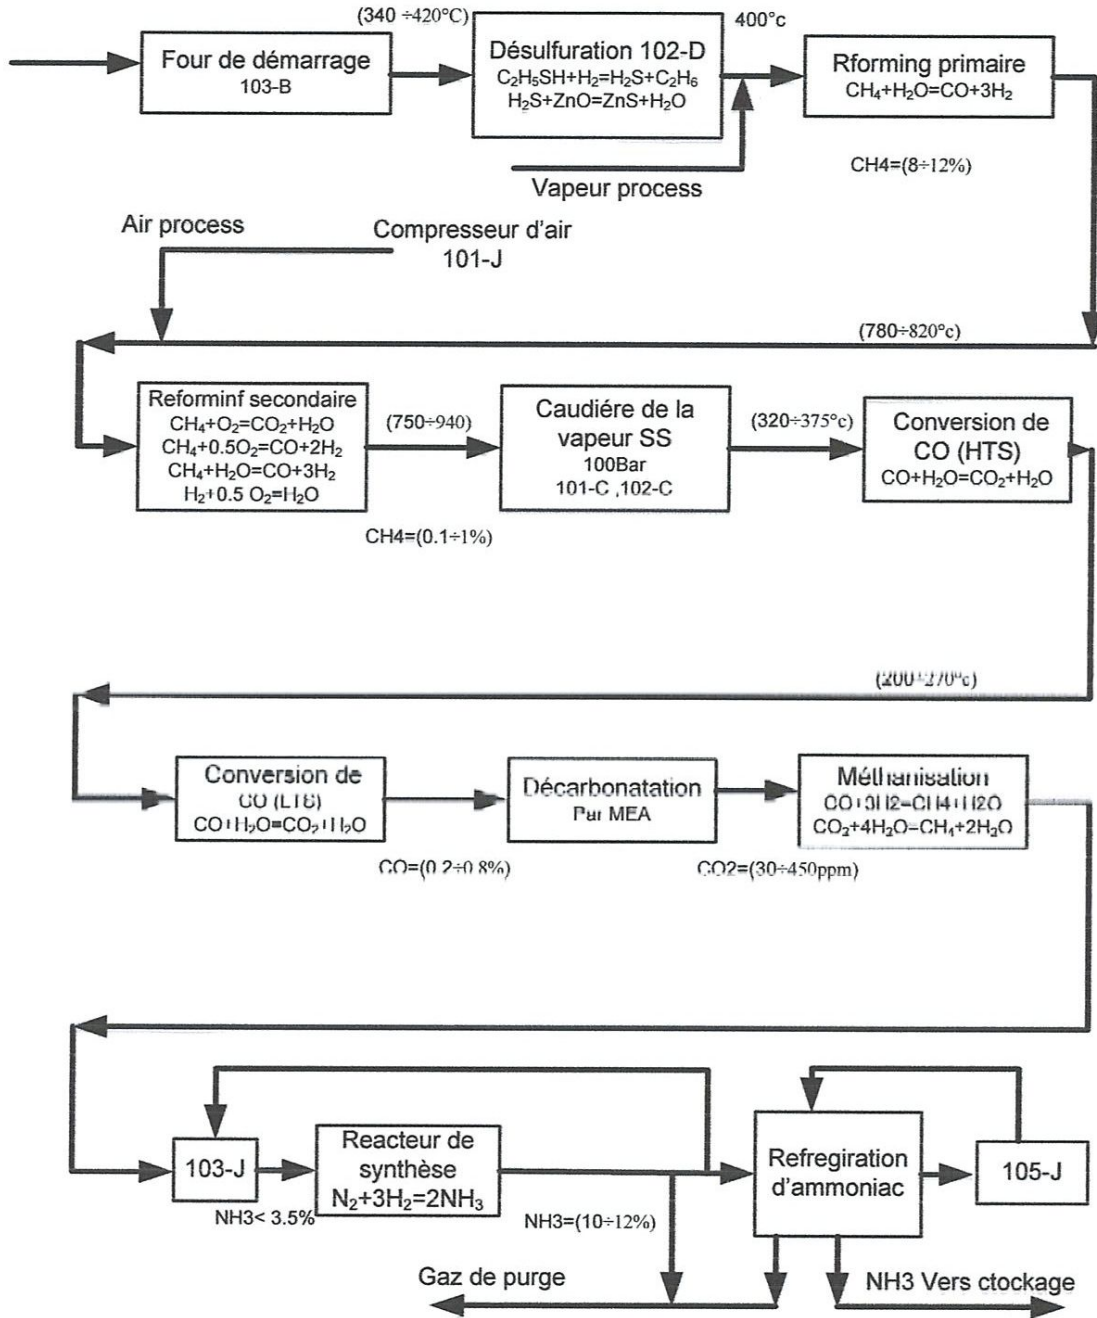 (340 ÷420°C)
400°c
Four de démarrage
103-B
Désulfuration 102-D
C₂H₅SH+H₂=H₂S+C₂H₆
H₂S+ZnO=ZnS+H₂O
Rforming primaire
CH₄+H₂O=CO+3H₂
Vapeur process
CH4=(8÷12%)
Air process
Compresseur d'air
101-J
(780÷820°c)
Reforminf secondaire
CH₄+O₂=CO₂+H₂O
CH₄+0.5O₂=CO+2H₂
CH₄+H₂O=CO+3H₂
H₂+0.5 O₂=H₂O
(750÷940)
Caudiére de la
vapeur SS
100Bar
101-C ,102-C
(320÷375°c)
Conversion de
CO (HTS)
CO+H₂O=CO₂+H₂O
CH4=(0.1÷1%)
(200÷270°c)
Conversion de
CO (LTS)
CO+H₂O=CO₂+H₂O
Décarbonatation
Par MEA
Méthanisation
CO+3H2=CH4+H2O
CO₂+4H₂O=CH₄+2H₂O
CO=(0.2÷0.8%)
CO2=(30÷450ppm)
103-J
Reacteur de
synthèse
N₂+3H₂=2NH₃
Refregiration
d'ammoniac
105-J
NH3< 3.5%
NH3=(10÷12%)
Gaz de purge
NH3 Vers ctockage